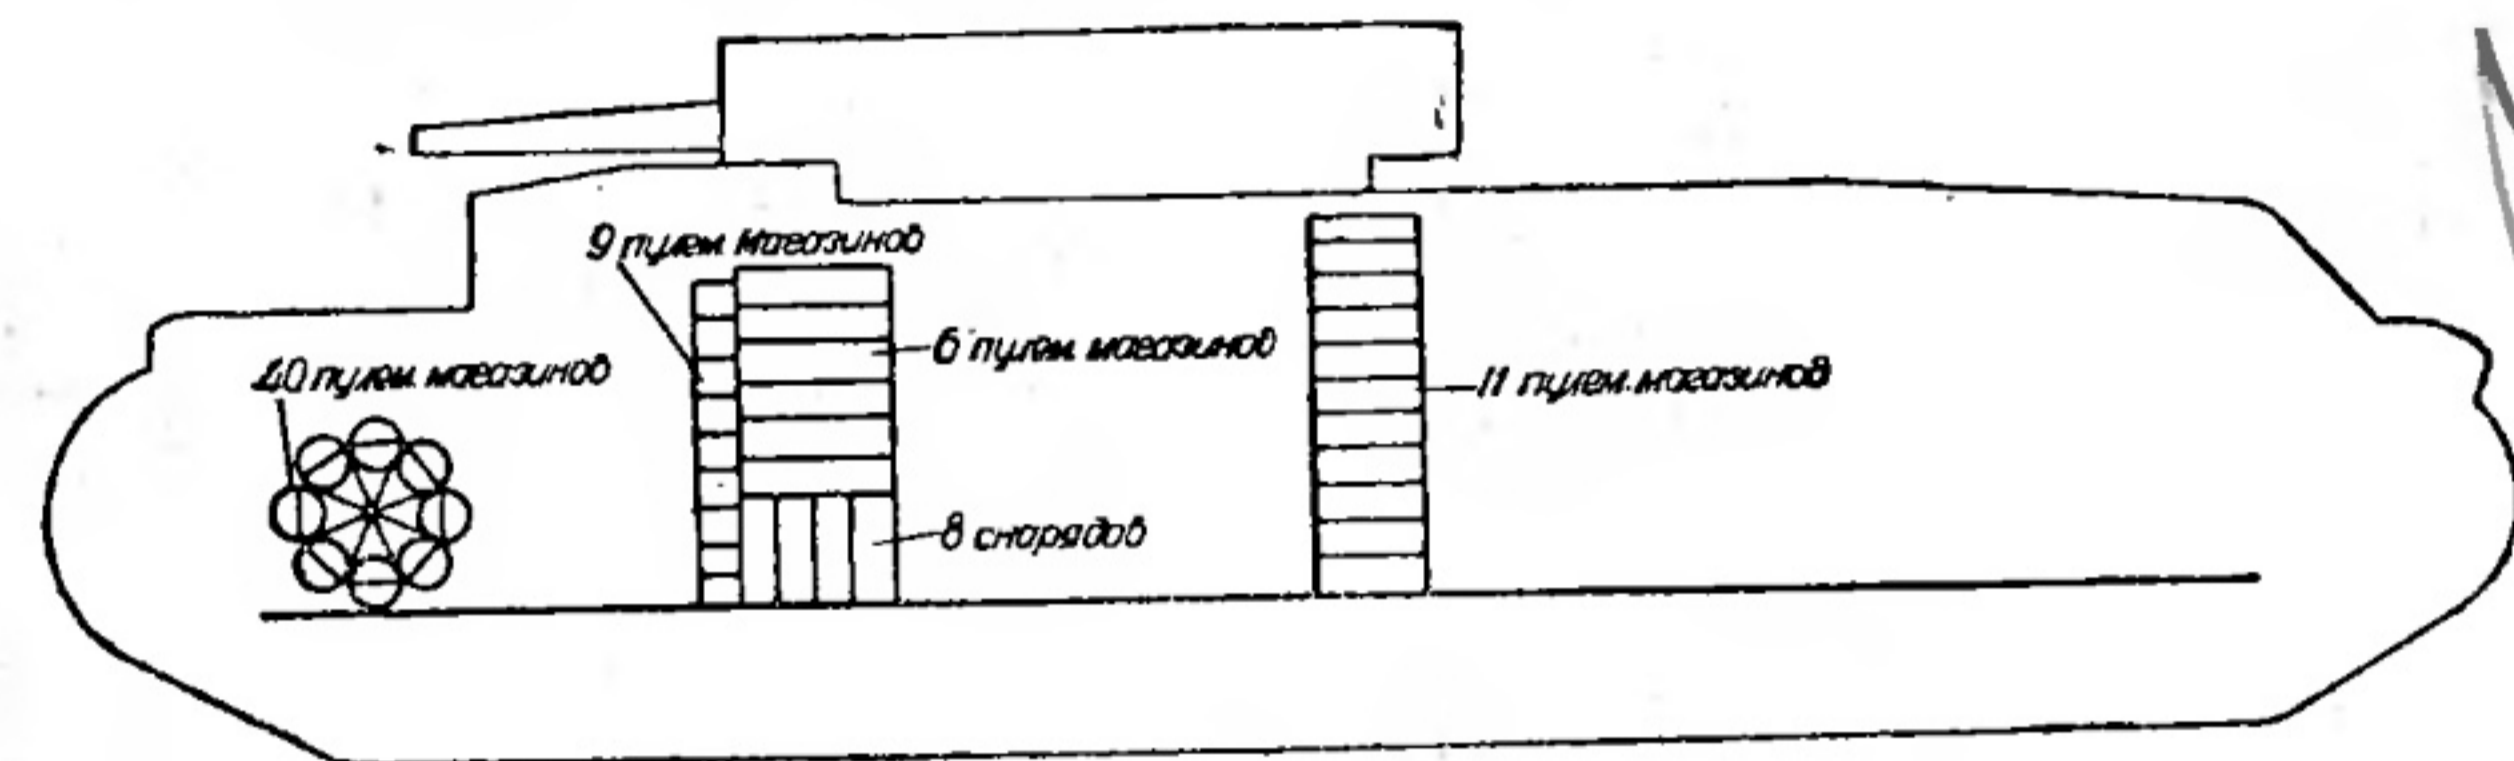 9 пулем. магазинов
6 пулем. магазинов
40 пулем. магазинов
11 пулем. магазинов
8 снарядов